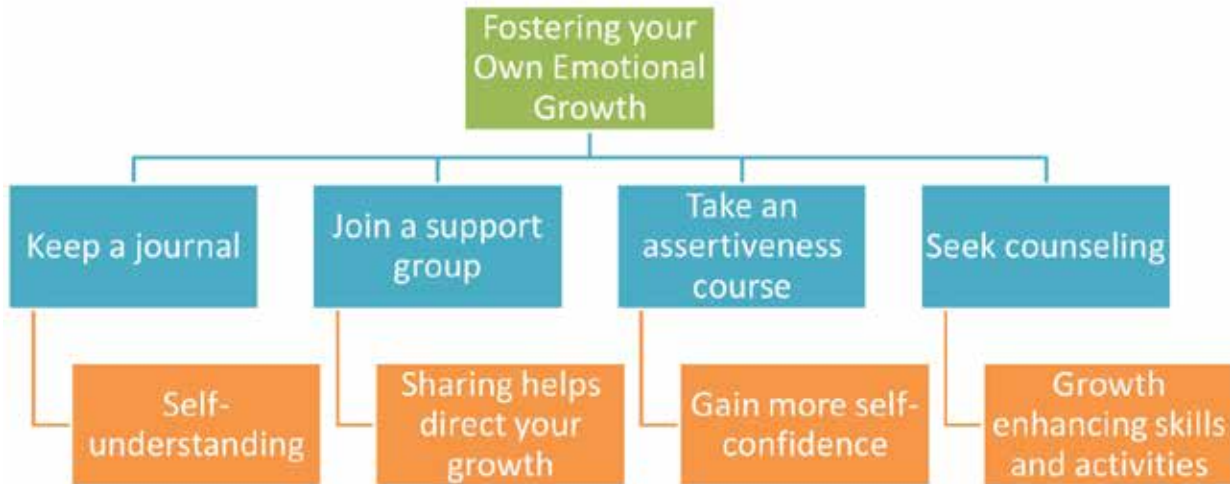 Fostering your
Own Emotional
Growth
Keep a journal
Join a support
group
Take an
assertiveness
course
Seek counseling
Self-
understanding
Sharing helps
direct your
growth
Gain more self-
confidence
Growth
enhancing skills
and activities